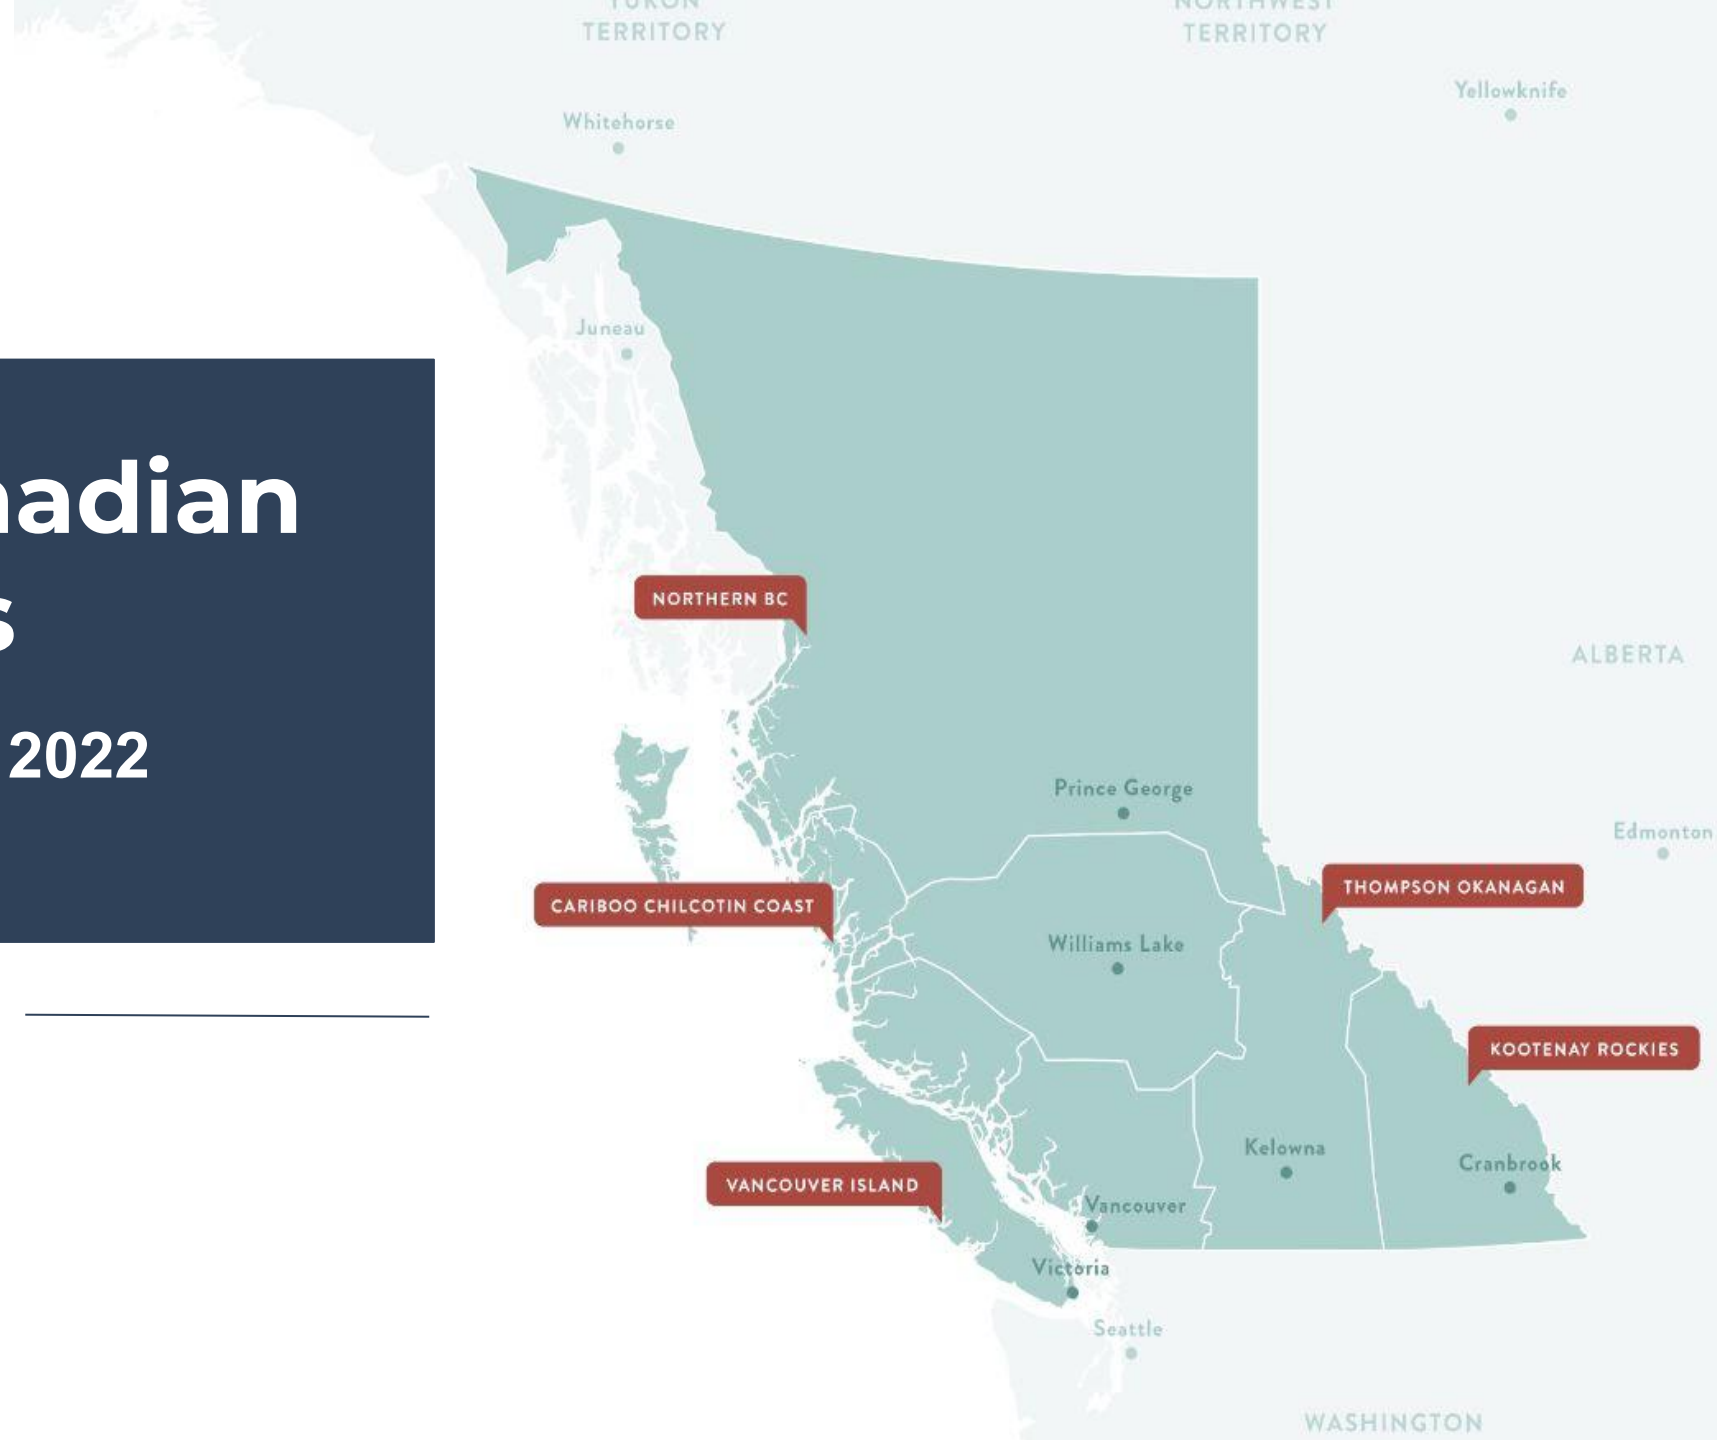 TERRITORY
TERRITORY
Yellowknife
Whitehorse
Juneau
2022
NORTHERN BC
ALBERTA
Prince George
Edmonton
THOMPSON OKANAGAN
CARIBOO CHILCOTIN COAST
Williams Lake
KOOTENAY ROCKIES
Kelowna
Cranbrook
VANCOUVER ISLAND
Vancouver
Victoria
Seattle
WASHINGTON